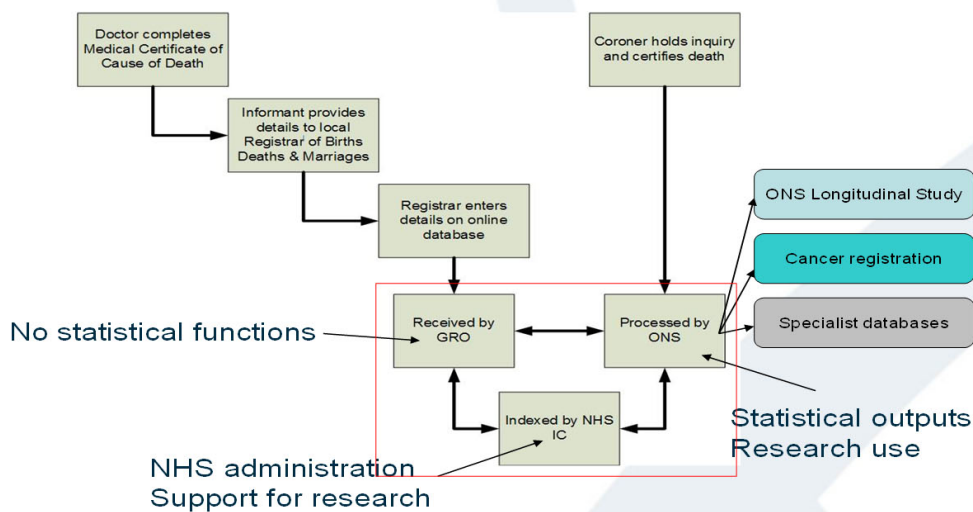 Doctor completes
Medical Certificate of
Cause of Death
Coroner holds inquiry
and certifies death
Informant provides
details to local
Registrar of Births
Deaths & Marriages
Registrar enters
details on online
database
ONS Longitudinal Study
Cancer registration
Specialist databases
No statistical functions
Received by
GRO
Processed by
ONS
Indexed by NHS
IC
Statistical outputs
Research use
NHS administration
Support for research